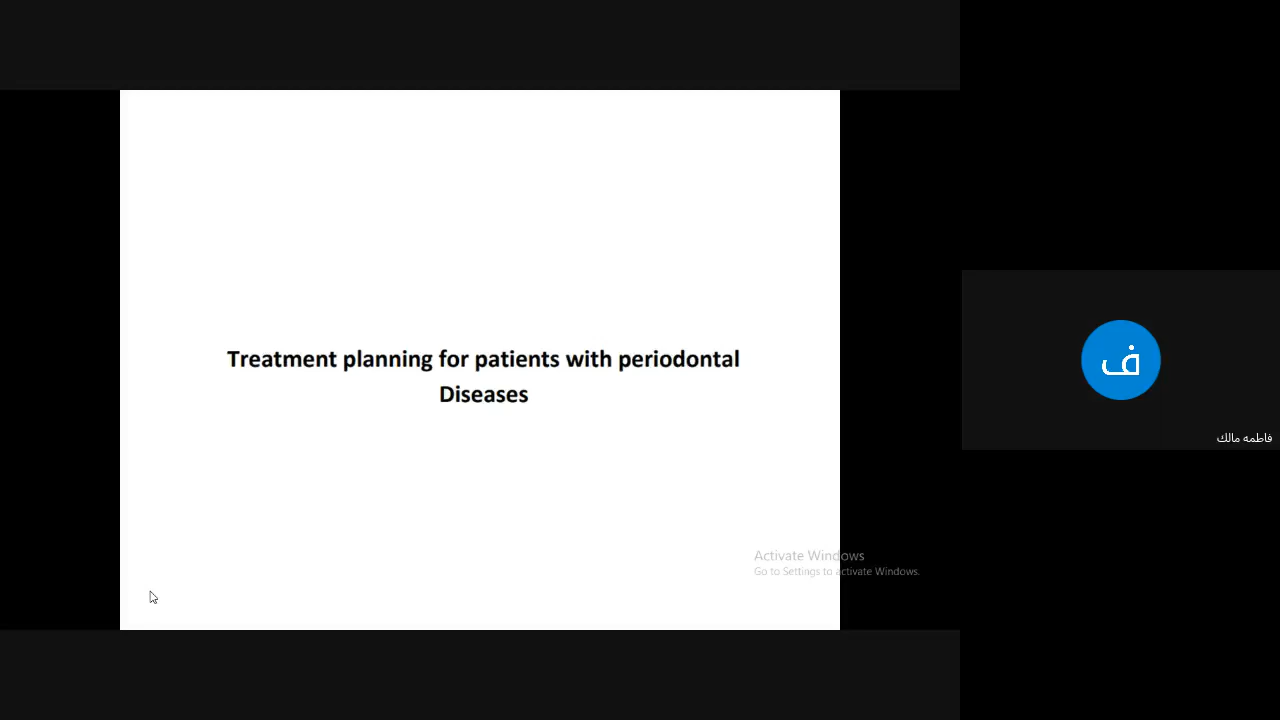 Treatment planning for patients with periodontal
Diseases
Activate Windows
Go to Settings to activate Windows.
ف
فاطمه مالك